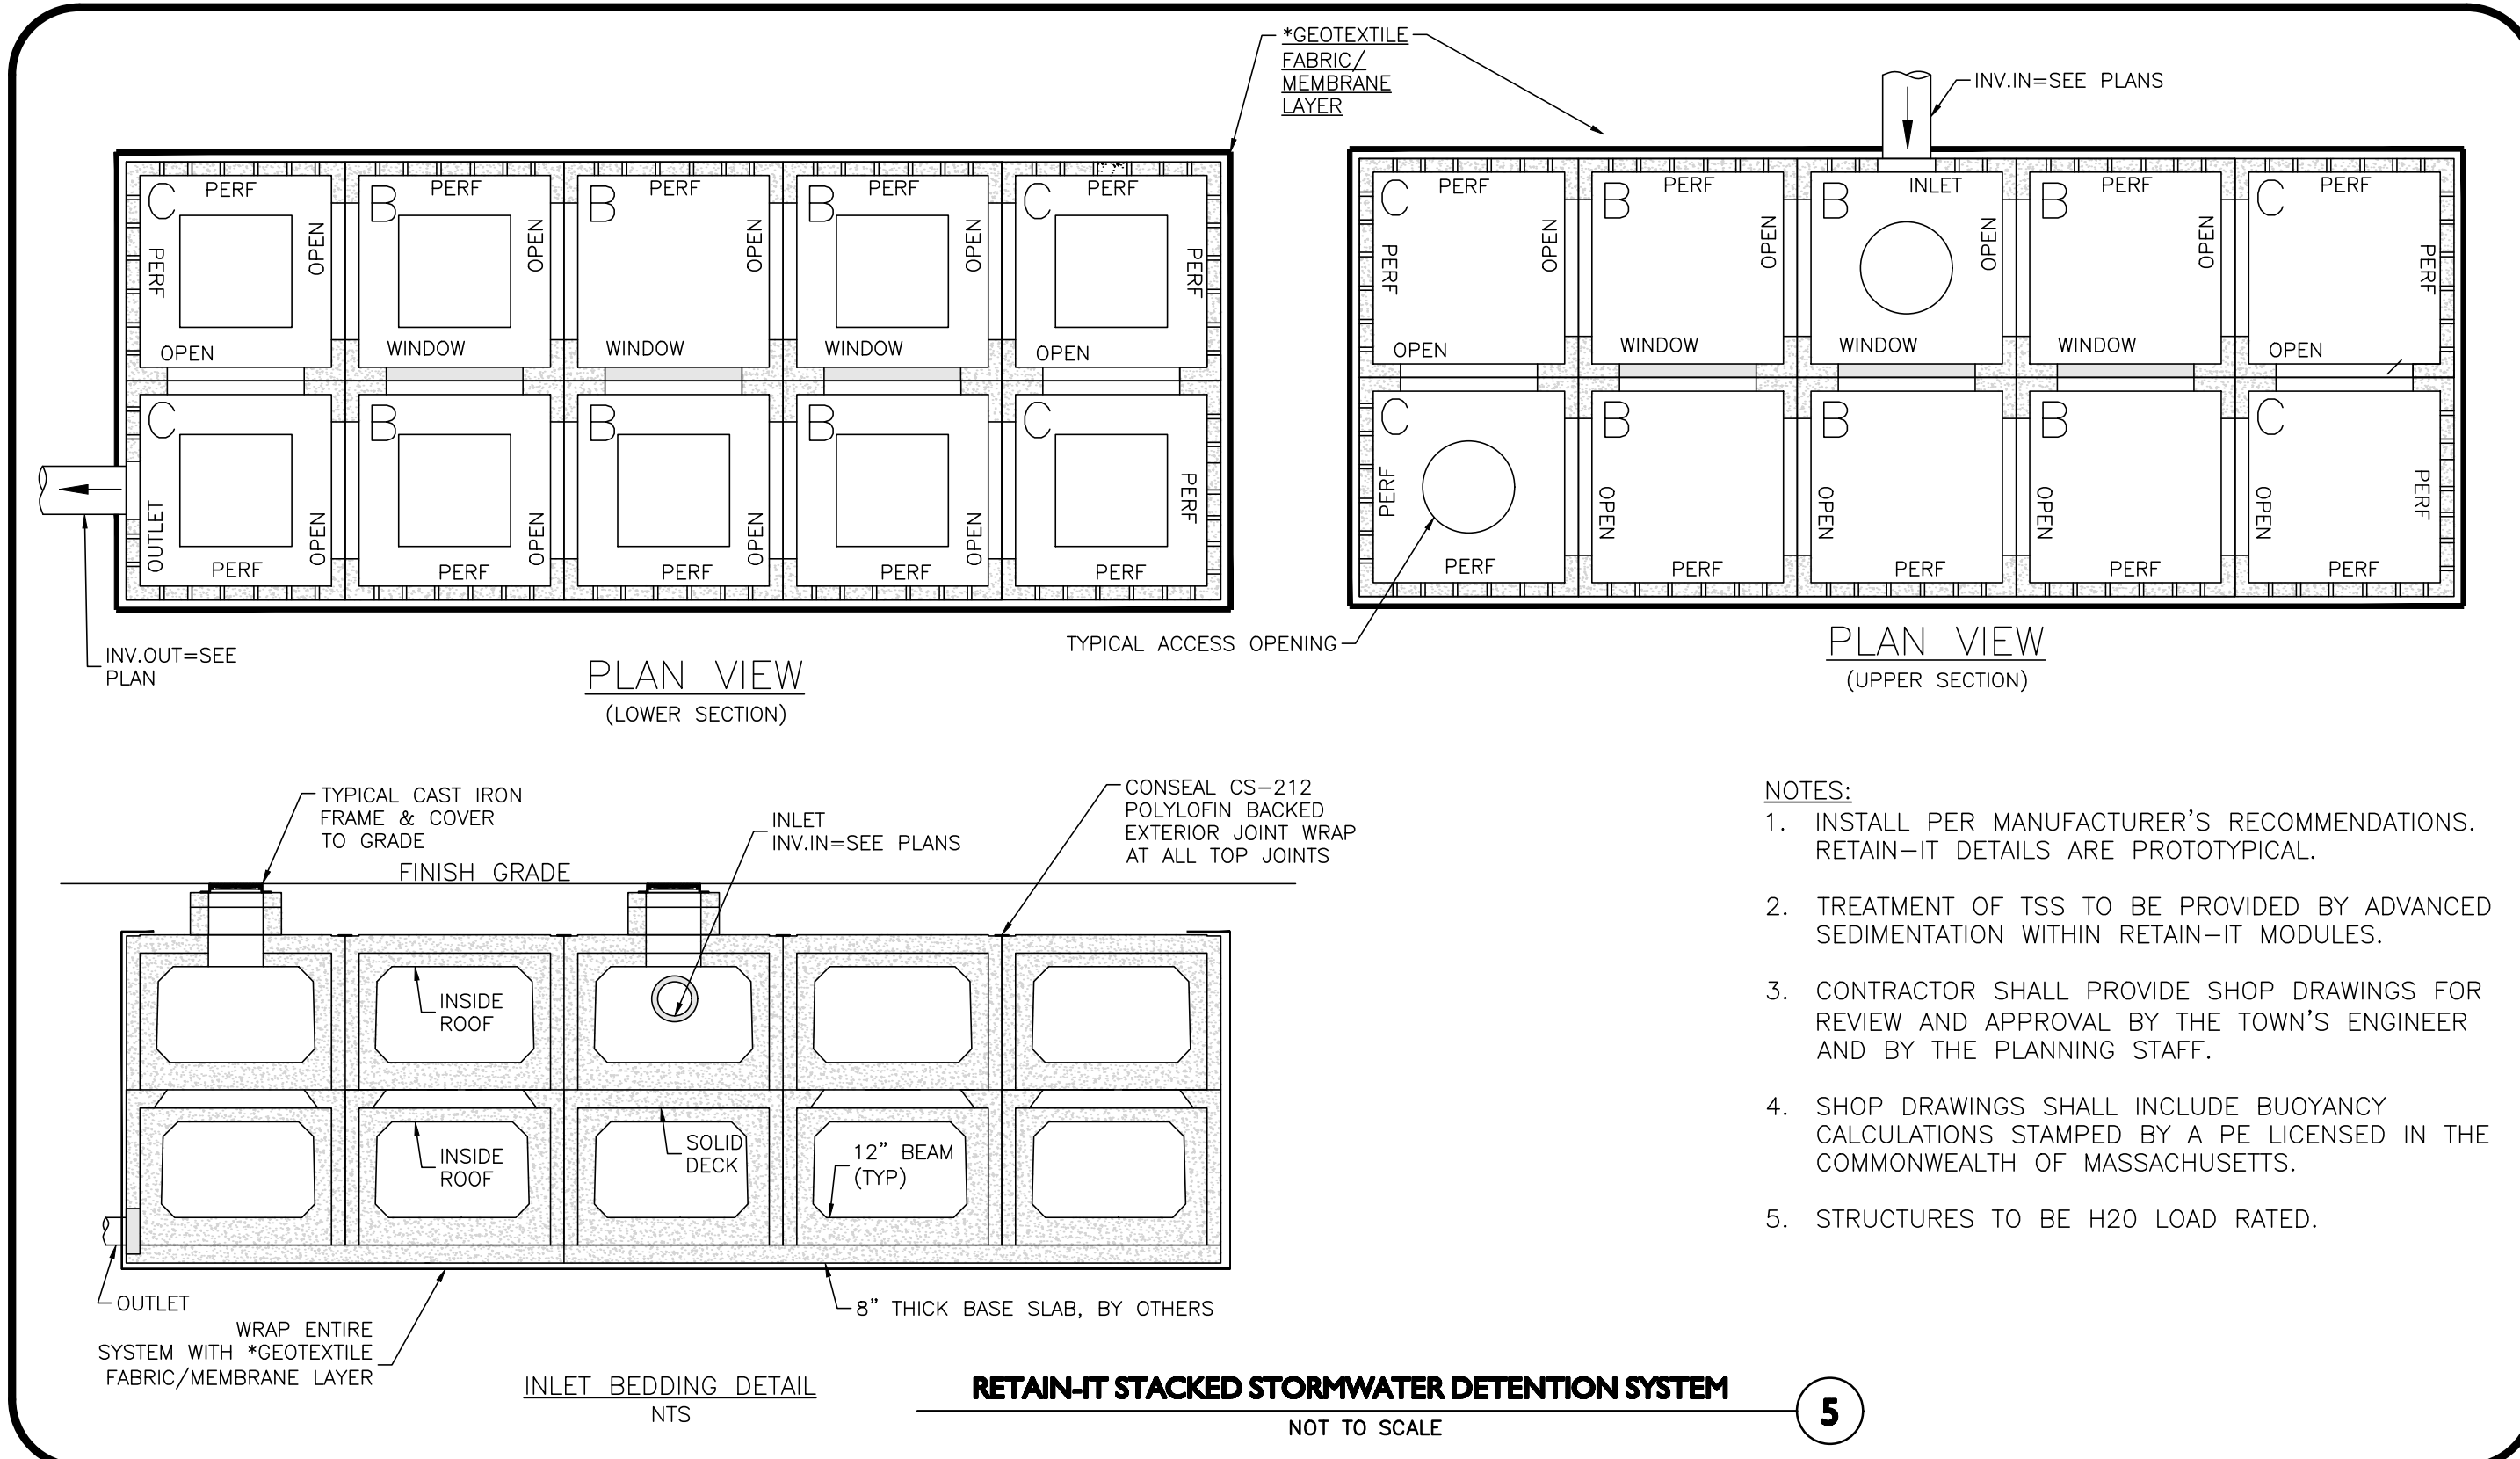 *GEOTEXTILE
FABRIC/
MEMBRANE
LAYER
INV.IN=SEE PLANS
C PERF B PERF B PERF B PERF C PERF
PERF OPEN OPEN OPEN OPEN PERF
OPEN WINDOW WINDOW WINDOW OPEN
C B B B C
OUTLET OPEN OPEN OPEN OPEN PERF
PERF PERF PERF PERF PERF
INV.OUT=SEE
PLAN
PLAN VIEW
(LOWER SECTION)
C PERF B PERF B INLET B PERF C PERF
PERF OPEN OPEN OPEN OPEN PERF
OPEN WINDOW WINDOW WINDOW OPEN
C B B B C
PERF OPEN OPEN OPEN OPEN PERF
PERF PERF PERF PERF PERF
TYPICAL ACCESS OPENING
PLAN VIEW
(UPPER SECTION)
TYPICAL CAST IRON
FRAME & COVER
TO GRADE
FINISH GRADE
INLET
INV.IN=SEE PLANS
CONSEAL CS-212
POLYLOFIN BACKED
EXTERIOR JOINT WRAP
AT ALL TOP JOINTS
INSIDE
ROOF
INSIDE
ROOF
SOLID
DECK
12" BEAM
(TYP)
OUTLET
8" THICK BASE SLAB, BY OTHERS
WRAP ENTIRE
SYSTEM WITH *GEOTEXTILE
FABRIC/MEMBRANE LAYER
INLET BEDDING DETAIL
NTS
NOTES:
1. INSTALL PER MANUFACTURER'S RECOMMENDATIONS.
RETAIN-IT DETAILS ARE PROTOTYPICAL.
2. TREATMENT OF TSS TO BE PROVIDED BY ADVANCED
SEDIMENTATION WITHIN RETAIN-IT MODULES.
3. CONTRACTOR SHALL PROVIDE SHOP DRAWINGS FOR
REVIEW AND APPROVAL BY THE TOWN'S ENGINEER
AND BY THE PLANNING STAFF.
4. SHOP DRAWINGS SHALL INCLUDE BUOYANCY
CALCULATIONS STAMPED BY A PE LICENSED IN THE
COMMONWEALTH OF MASSACHUSETTS.
5. STRUCTURES TO BE H20 LOAD RATED.
RETAIN-IT STACKED STORMWATER DETENTION SYSTEM
NOT TO SCALE
5